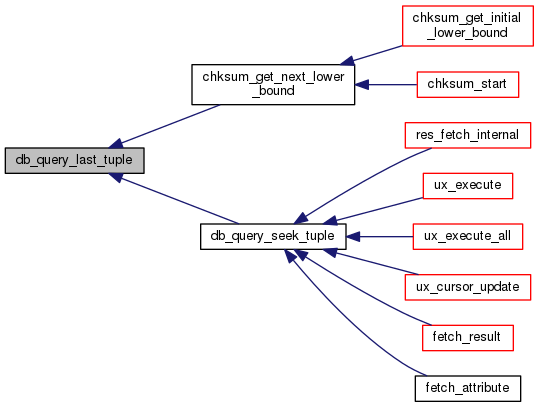 chksum_get_initial
_lower_bound
chksum_get_next_lower
_bound
chksum_start
res_fetch_internal
db_query_last_tuple
ux_execute
db_query_seek_tuple
ux_execute_all
ux_cursor_update
fetch_result
fetch_attribute